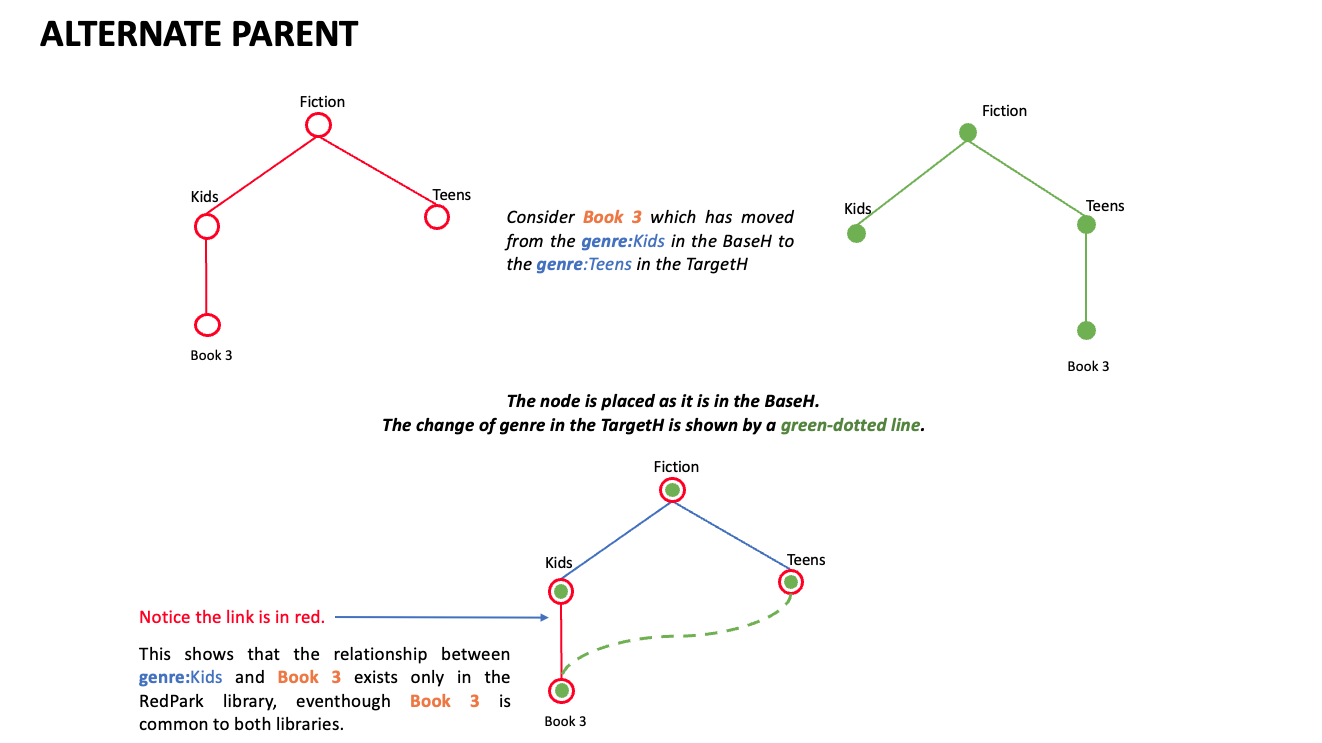 ALTERNATE PARENT
Fiction
Kids
Teens
Book 3
Consider Book 3 which has moved
from the genre:Kids in the BaseH to
the genre:Teens in the TargetH
Fiction
Kids
Teens
Book 3
The node is placed as it is in the BaseH.
The change of genre in the TargetH is shown by a green-dotted line.
Fiction
Kids
Teens
Book 3
Notice the link is in red.
This shows that the relationship between
genre:Kids and Book 3 exists only in the
RedPark library, eventhough Book 3 is
common to both libraries.